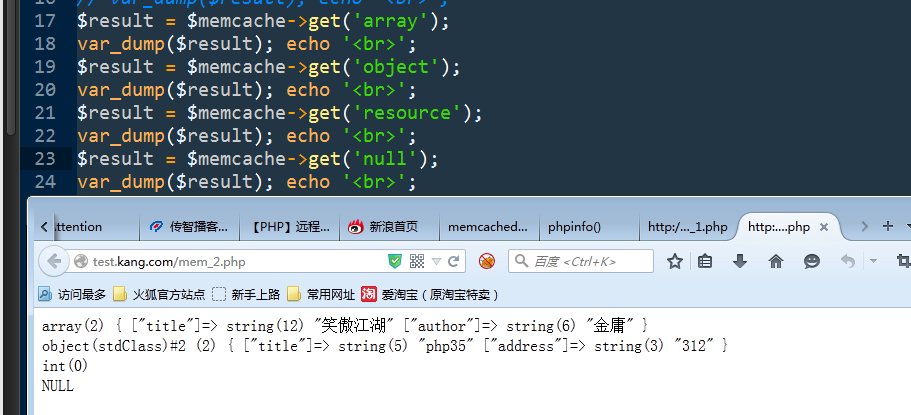 // var_dump($result); echo '<br>';
17 $result = $memcache->get('array');
18 var_dump($result); echo '<br>';
19 $result = $memcache->get('object');
20 var_dump($result); echo '<br>';
21 $result = $memcache->get('resource');
22 var_dump($result); echo '<br>';
23 $result = $memcache->get('null');
24 var_dump($result); echo '<br>';
ttention 传智播客... 【PHP】远程... 新浪首页 memcached... phpinfo() http:/..._1.php http:....php
test.kang.com/mem_2.php 百度 <Ctrl+K>
访问最多 火狐官方站点 新手上路 常用网址 淘 爱淘宝（原淘宝特卖）
array(2) { ["title"]=> string(12) "笑傲江湖" ["author"]=> string(6) "金庸" }
object(stdClass)#2 (2) { ["title"]=> string(5) "php35" ["address"]=> string(3) "312" }
int(0)
NULL